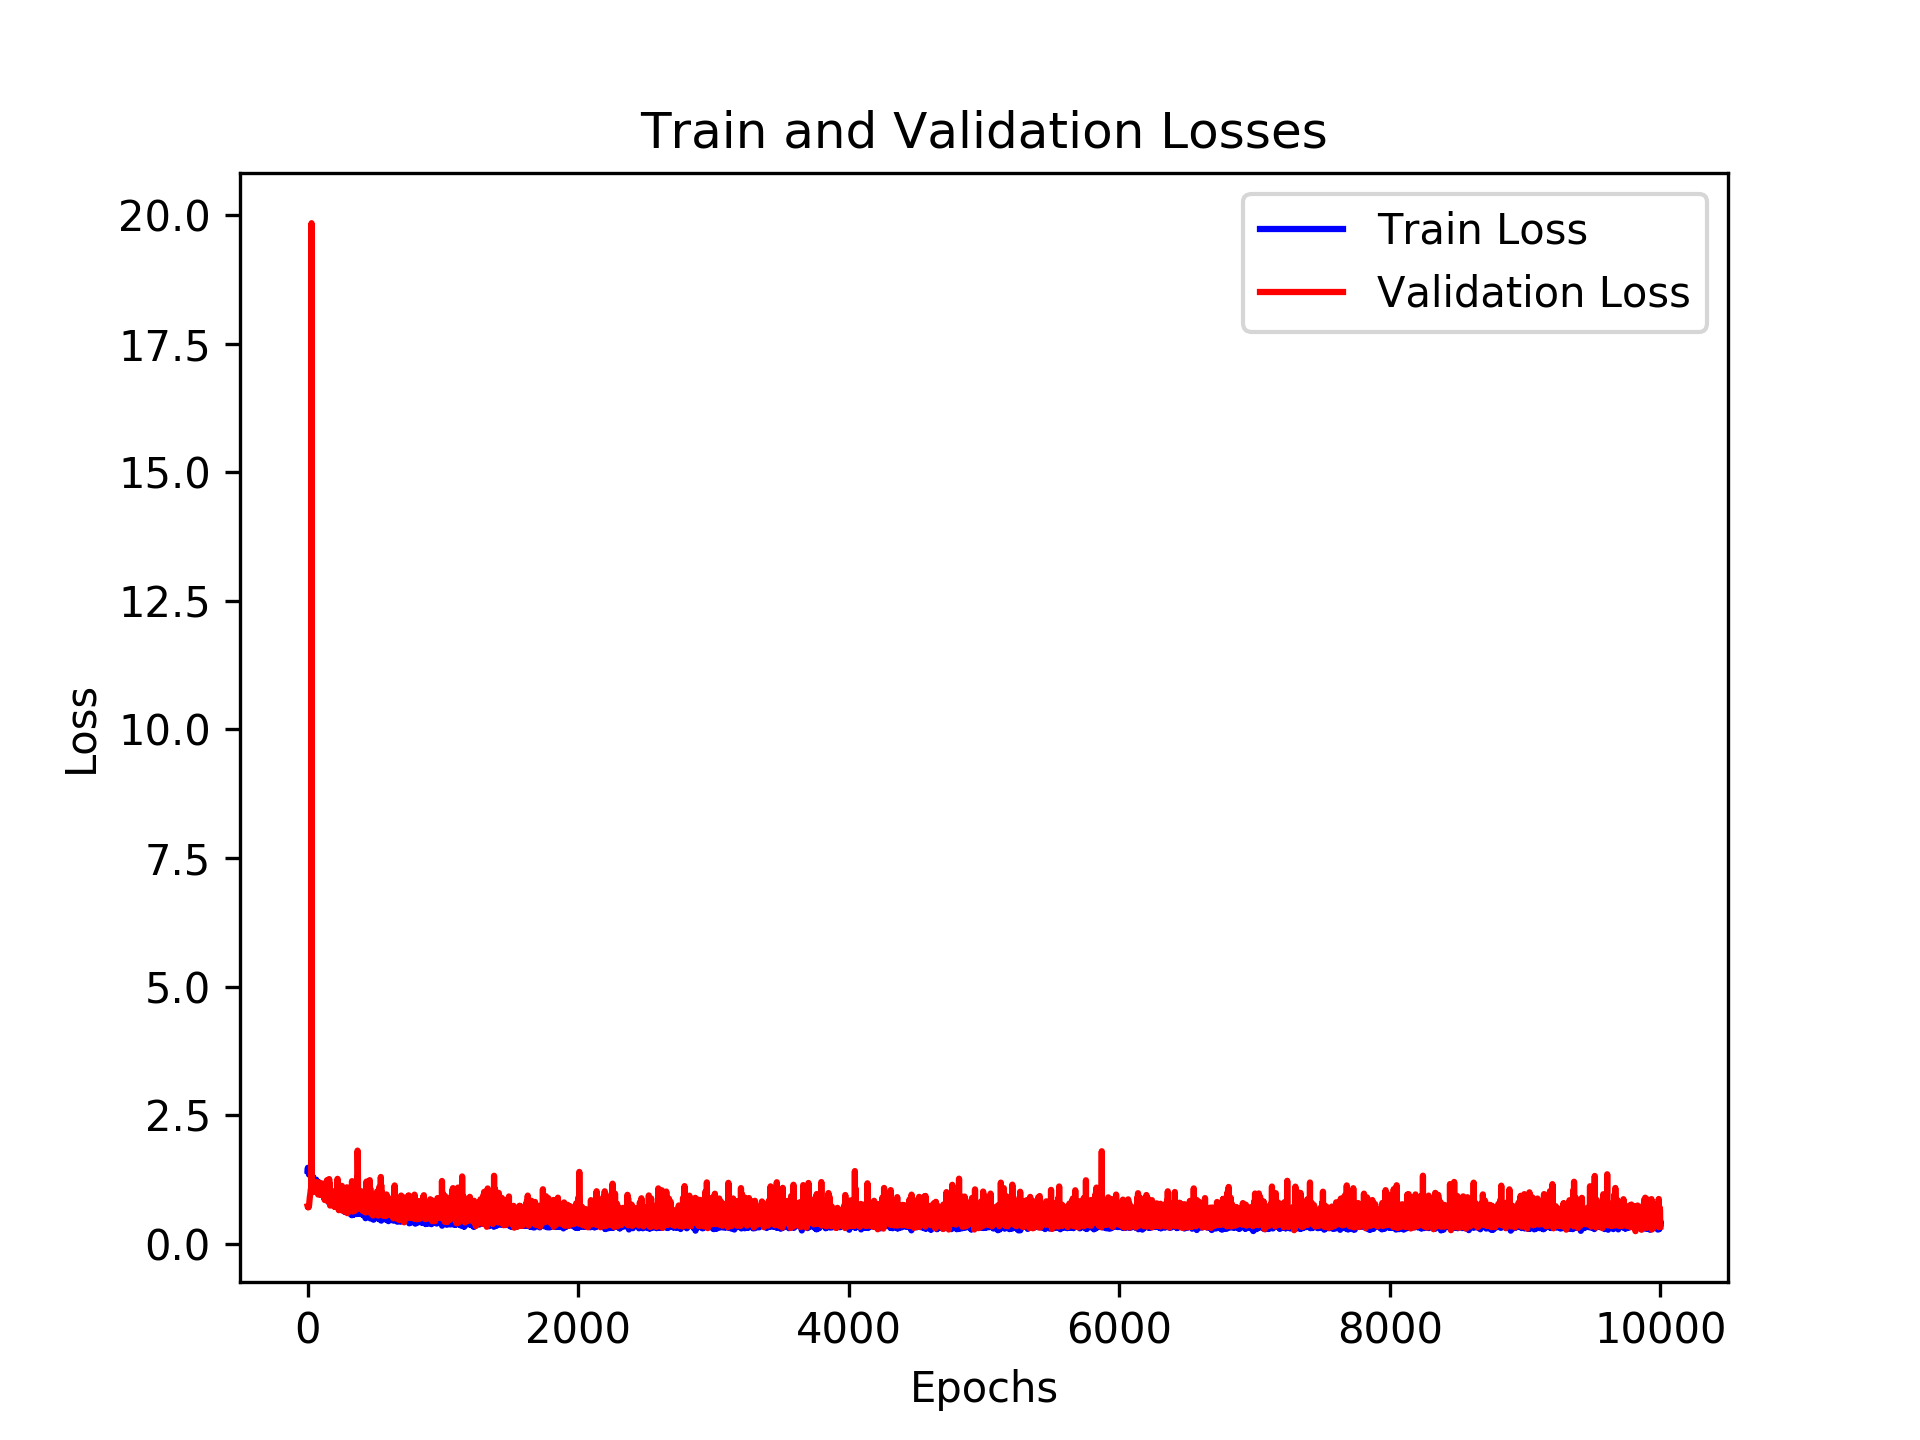 Train and Validation Losses
Train Loss
Validation Loss
20.0
17.5
15.0
12.5
10.0
7.5
5.0
2.5
0.0
Loss
0 2000 4000 6000 8000 10000
Epochs